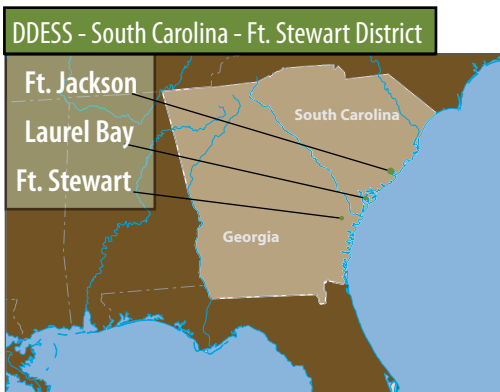 DDESS - South Carolina - Ft. Stewart District
Ft. Jackson
South Carolina
Laurel Bay
Ft. Stewart
Georgia